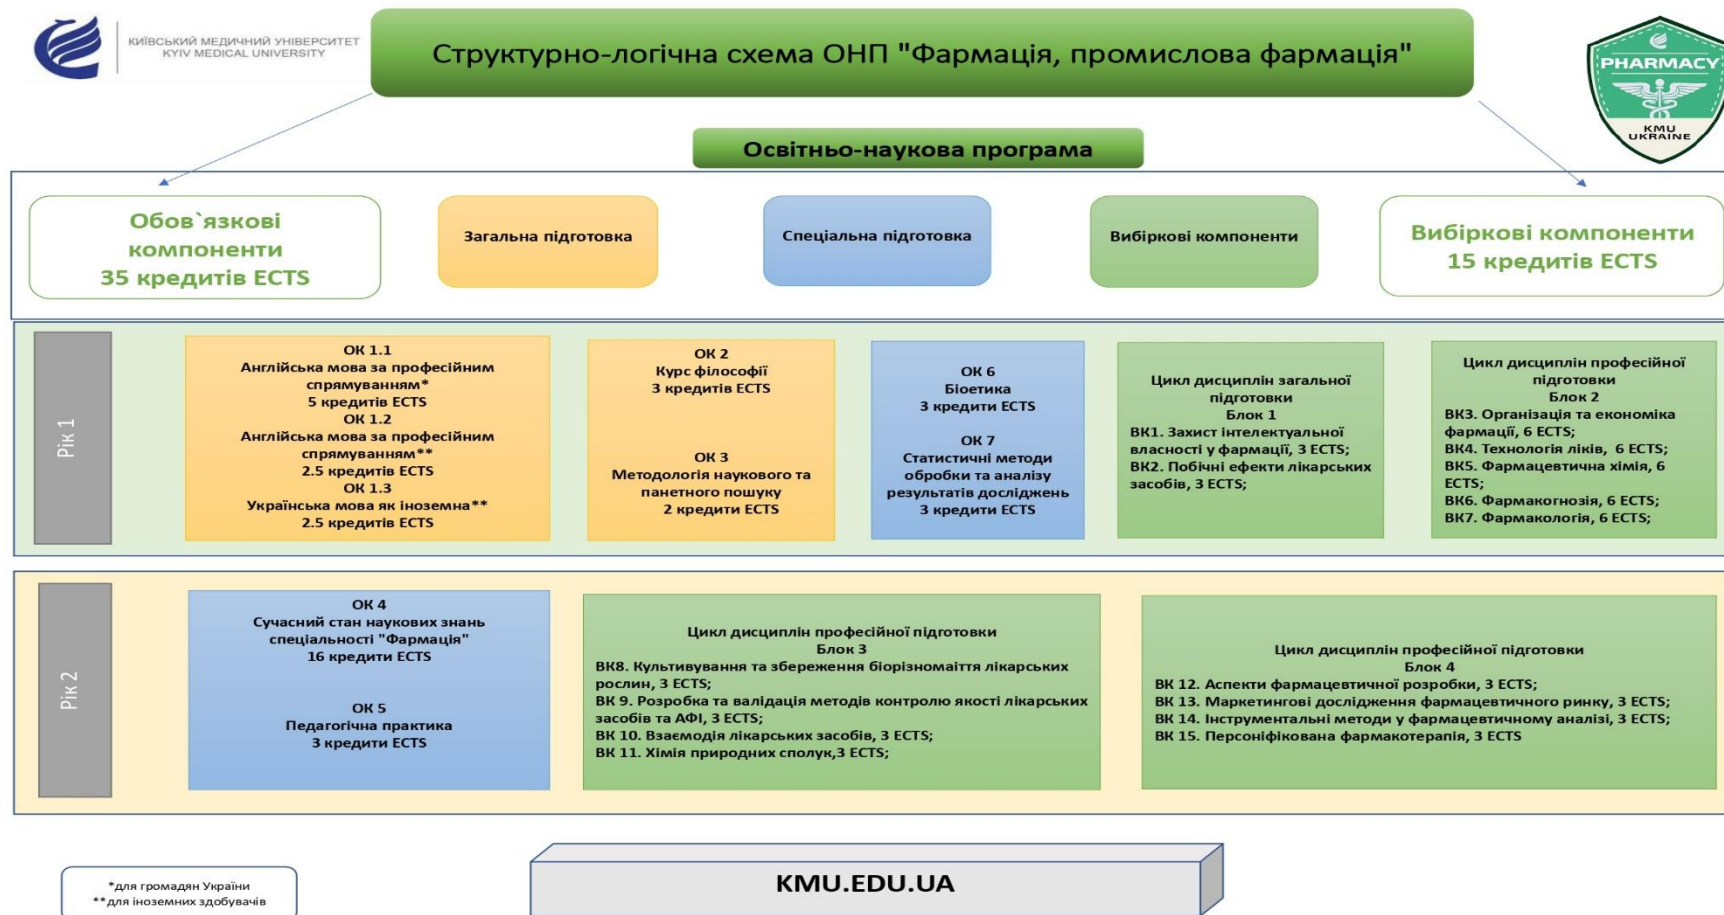 КИЇВСЬКИЙ МЕДИЧНИЙ УНІВЕРСИТЕТ
KYIV MEDICAL UNIVERSITY
Структурно-логічна схема ОНП "Фармація, промислова фармація"
PHARMACY
KMU
UKRAINE
Освітньо-наукова програма
Обов`язкові
компоненти
35 кредитів ECTS
Загальна підготовка
Спеціальна підготовка
Вибіркові компоненти
Вибіркові компоненти
15 кредитів ECTS
Рік 1
ОК 1.1
Англійська мова за професійним
спрямуванням*
5 кредитів ECTS
ОК 1.2
Англійська мова за професійним
спрямуванням**
2.5 кредитів ECTS
ОК 1.3
Українська мова як іноземна**
2.5 кредитів ECTS
ОК 2
Курс філософії
3 кредитів ECTS
ОК 3
Методологія наукового та
панетного пошуку
2 кредити ECTS
ОК 6
Біоетика
3 кредити ECTS
ОК 7
Статистичні методи
обробки та аналізу
результатів досліджень
3 кредити ECTS
Цикл дисциплін загальної
підготовки
Блок 1
ВК1. Захист інтелектуальної
власності у фармації, 3 ECTS;
ВК2. Побічні ефекти лікарських
засобів, 3 ECTS;
Цикл дисциплін професійної
підготовки
Блок 2
ВК3. Організація та економіка
фармації, 6 ECTS;
ВК4. Технологія ліків, 6 ECTS;
ВК5. Фармацевтична хімія, 6
ECTS;
ВК6. Фармакогнозія, 6 ECTS;
ВК7. Фармакологія, 6 ECTS;
Рік 2
ОК 4
Сучасний стан наукових знань
спеціальності "Фармація"
16 кредити ECTS
ОК 5
Педагогічна практика
3 кредити ECTS
Цикл дисциплін професійної підготовки
Блок 3
ВК8. Культивування та збереження біорізномаіття лікарських
рослин, 3 ECTS;
ВК 9. Розробка та валідація методів контролю якості лікарських
засобів та АФІ, 3 ECTS;
ВК 10. Взаємодія лікарських засобів, 3 ECTS;
ВК 11. Хімія природних сполук,3 ECTS;
Цикл дисциплін професійної підготовки
Блок 4
ВК 12. Аспекти фармацевтичної розробки, 3 ECTS;
ВК 13. Маркетингові дослідження фармацевтичного ринку, 3 ECTS;
ВК 14. Інструментальні методи у фармацевтичному аналізі, 3 ECTS;
ВК 15. Персоніфікована фармакотерапія, 3 ECTS
*для громадян України
**для іноземних здобувачів
KMU.EDU.UA